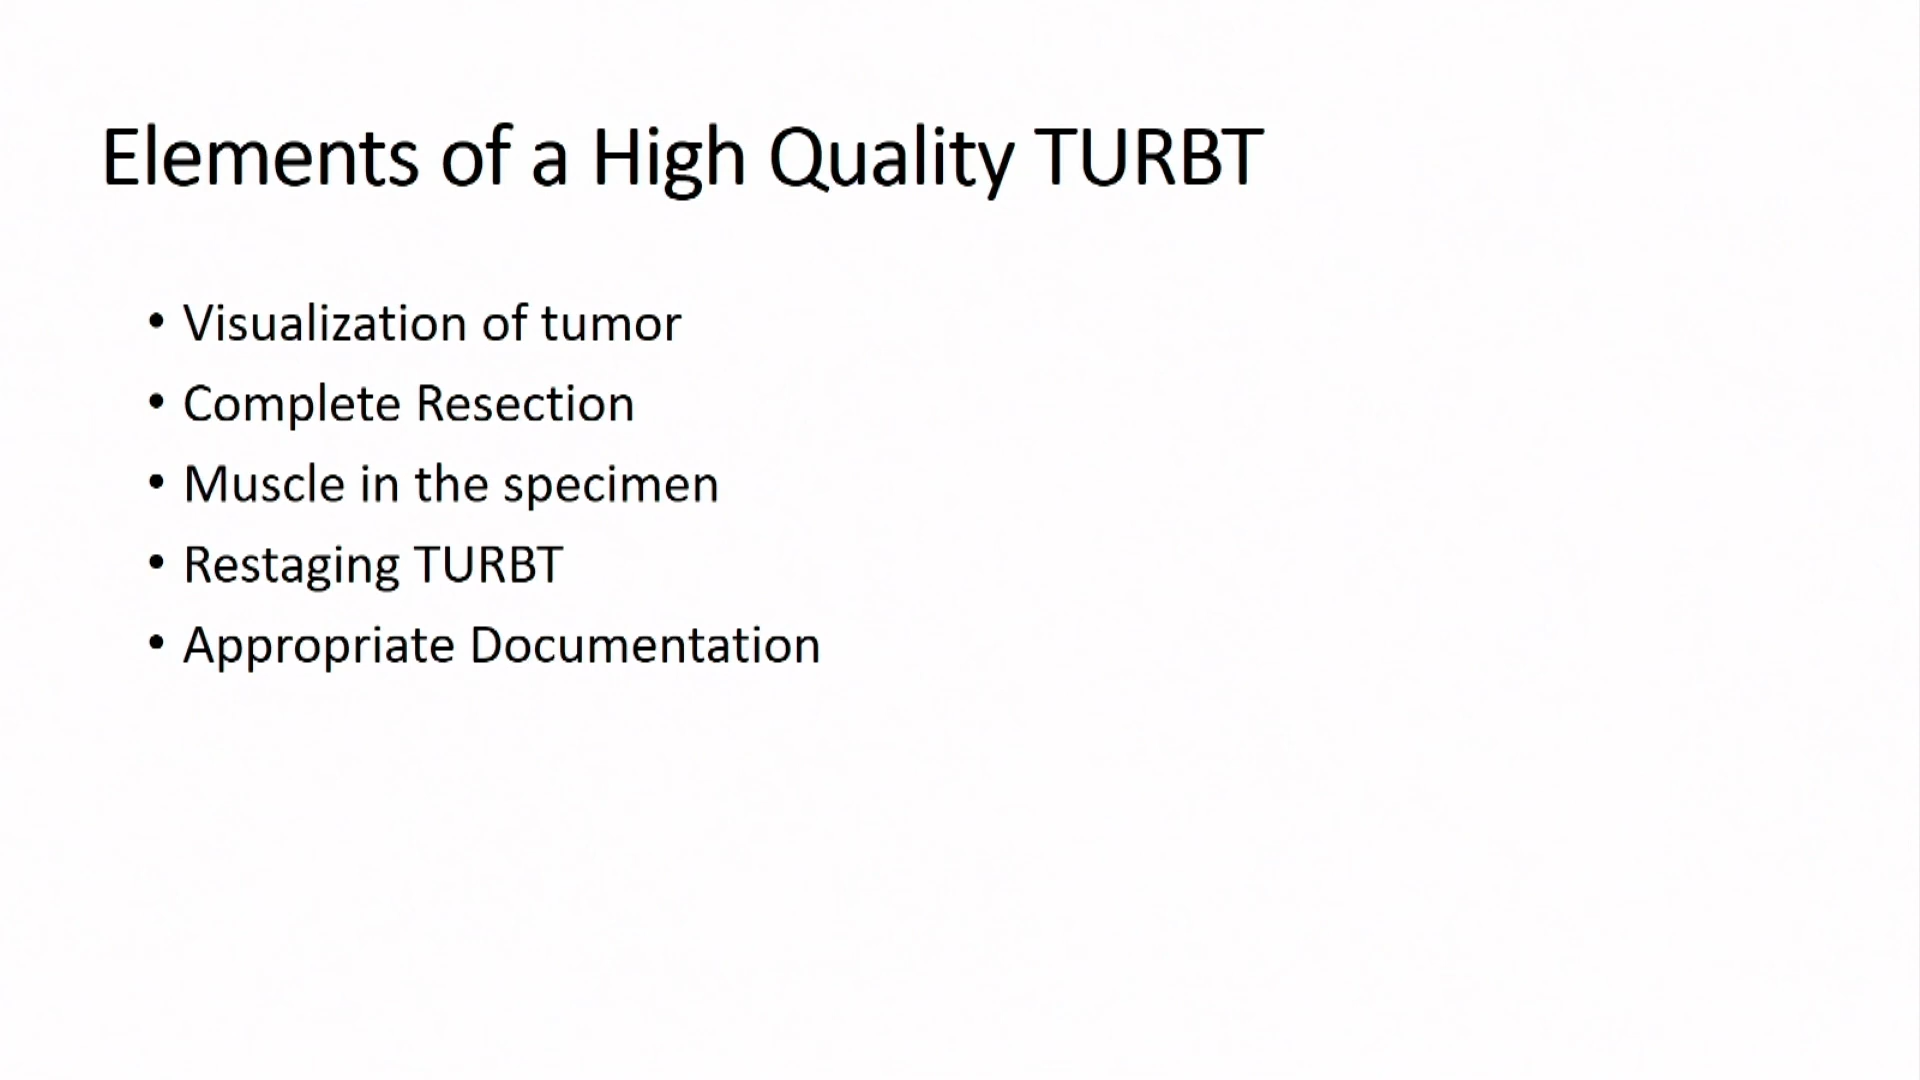 Elements of a High Quality TURBT
• Visualization of tumor
• Complete Resection
• Muscle in the specimen
• Restaging TURBT
• Appropriate Documentation